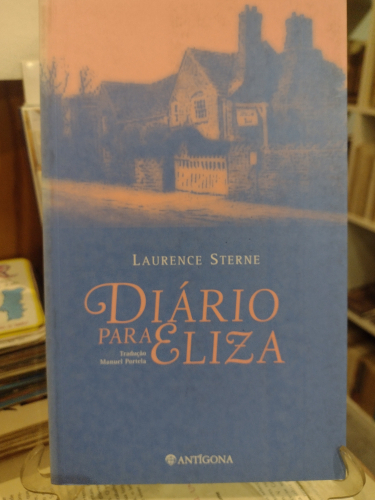 LAURENCE STERNE
DIÁRIO
PARA ELIZA
Tradução
Manuel Portela
ANTÍGONA